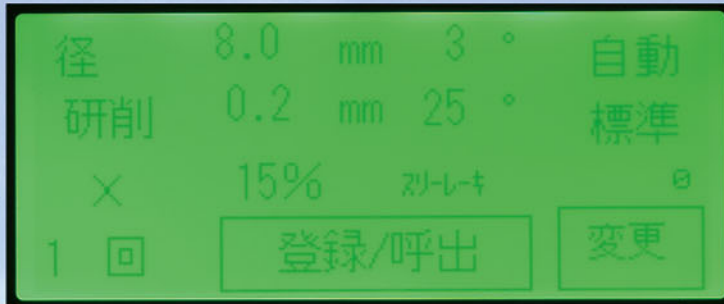 径 8.0 mm 3 °
研削 0.2 mm 25 ° 自動
標準
× 15% スリーレーキ 0
1 回 登録/呼出 変更